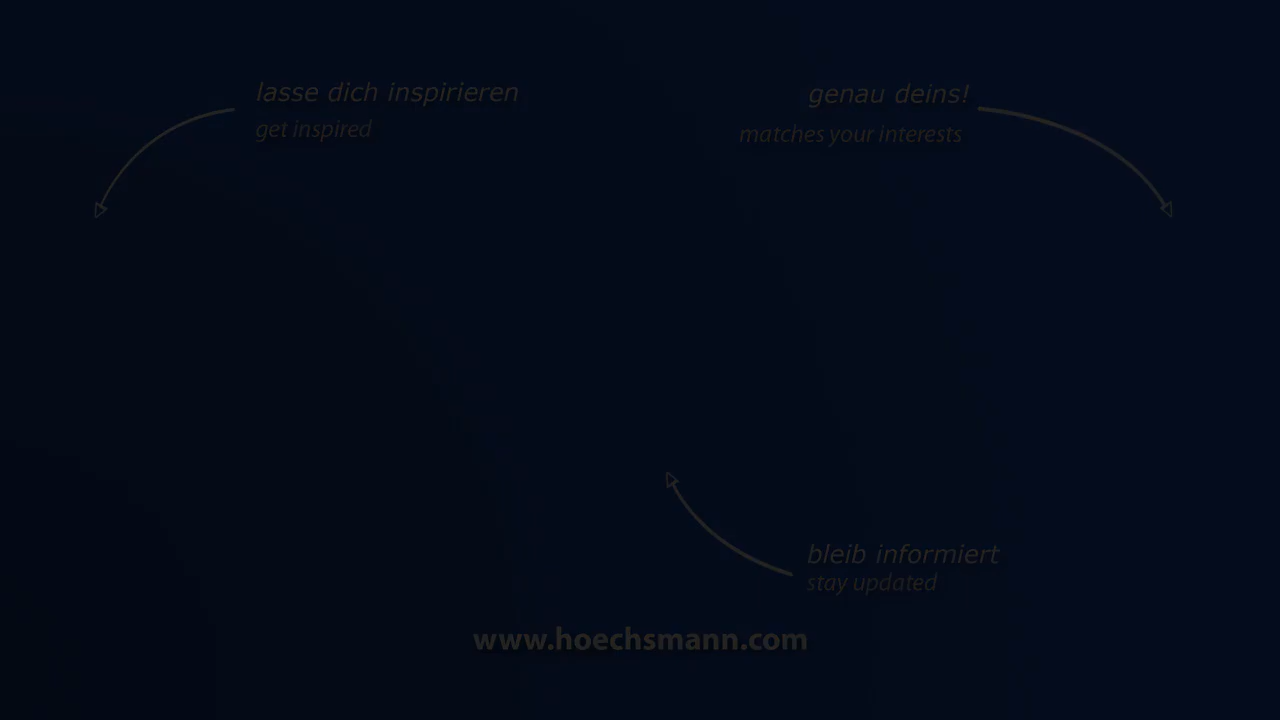 lasse dich inspirieren
get inspired
genau deins!
matches your interests
bleib informiert
stay updated
www.hoechsmann.com